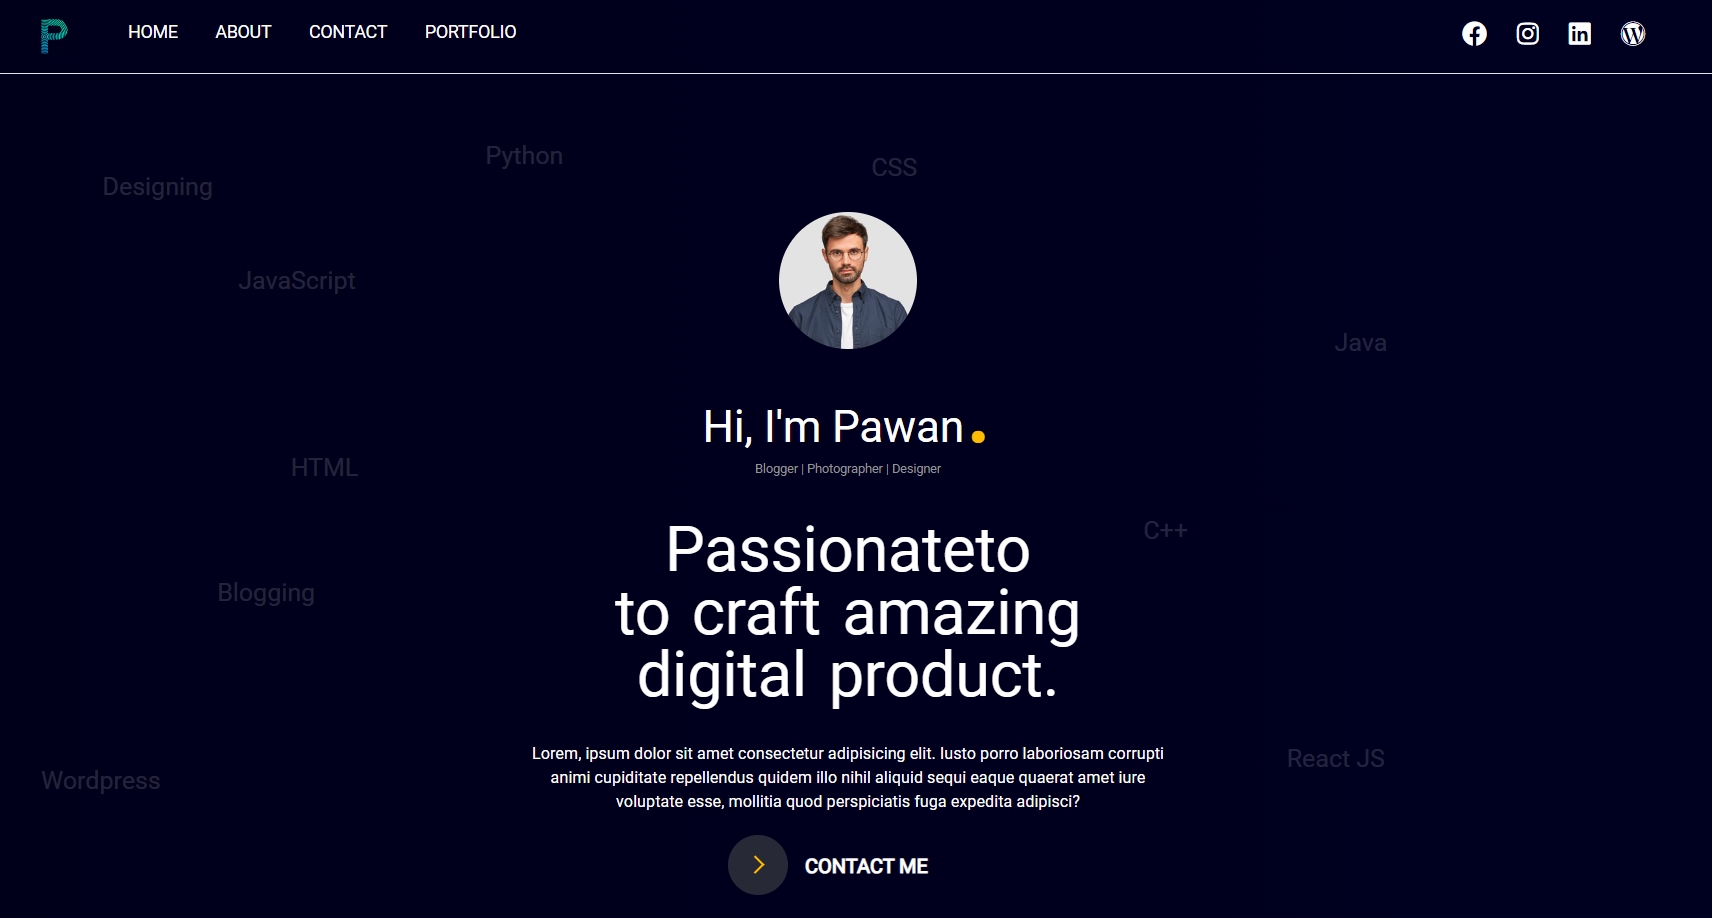 P
HOME ABOUT CONTACT PORTFOLIO
Python
CSS
Designing
JavaScript
Java
Hi, I'm Pawan.
HTML
Blogger | Photographer | Designer
C++
Passionateto
to craft amazing
digital product.
Blogging
Lorem, ipsum dolor sit amet consectetur adipisicing elit. Iusto porro laboriosam corrupti
animi cupiditate repellendus quidem illo nihil aliquid sequi eaque quaerat amet iure
voluptate esse, mollitia quod perspiciatis fuga expedita adipisci?
React JS
Wordpress
CONTACT ME